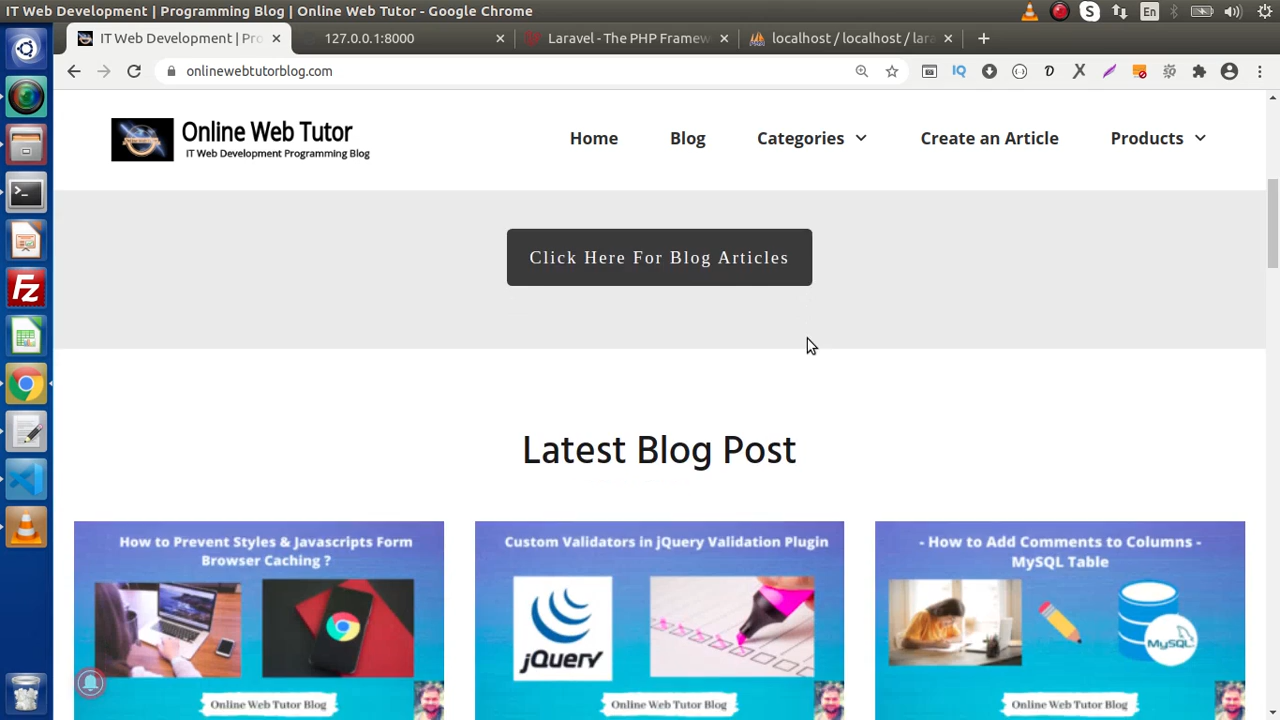 IT Web Development | Programming Blog | Online Web Tutor - Google Chrome
En
IT Web Development | Pro
127.0.0.1:8000
Laravel - The PHP Framew
localhost / localhost / lara
onlinewebtutorblog.com
IQ
Online Web Tutor
IT Web Development Programming Blog
Home
Blog
Categories
Create an Article
Products
Click Here For Blog Articles
Latest Blog Post
How to Prevent Styles & Javascripts Form
Browser Caching ?
Online Web Tutor Blog
Custom Validators in jQuery Validation Plugin
jQuery
Online Web Tutor Blog
- How to Add Comments to Columns -
MySQL Table
MySQL
Online Web Tutor Blog